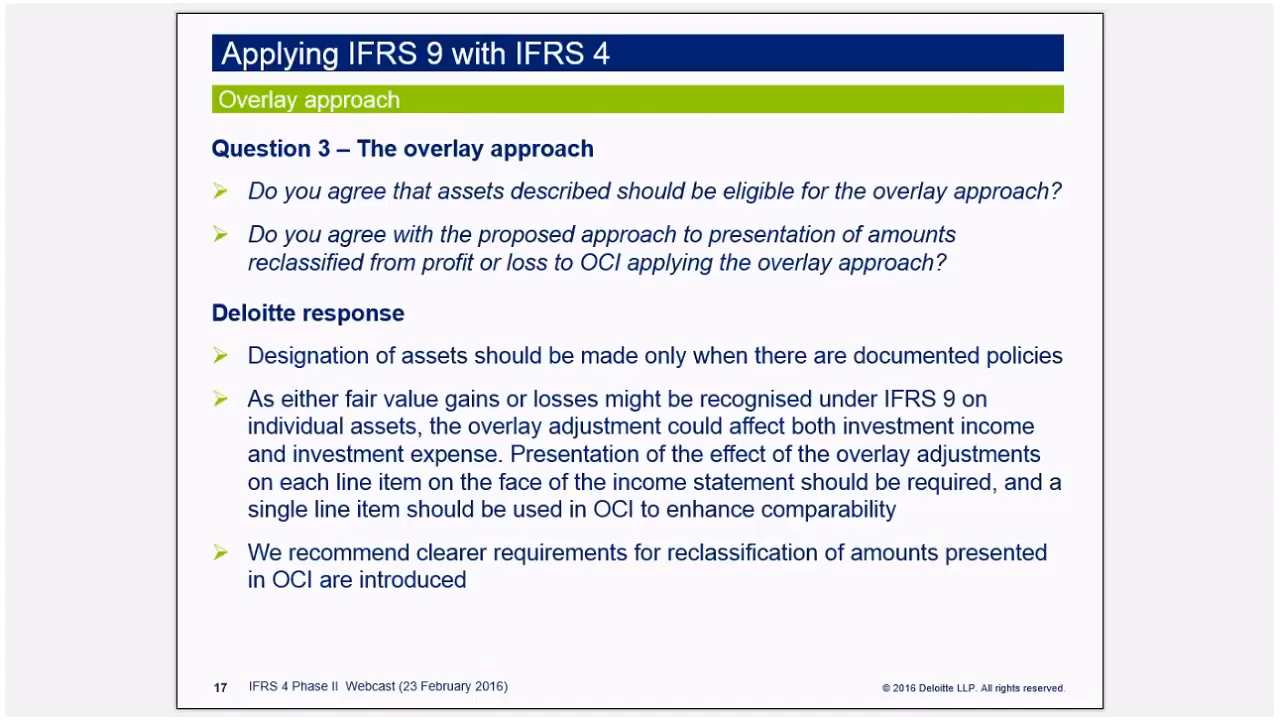 Applying IFRS 9 with IFRS 4
Overlay approach
Question 3 – The overlay approach
Do you agree that assets described should be eligible for the overlay approach?
Do you agree with the proposed approach to presentation of amounts
reclassified from profit or loss to OCI applying the overlay approach?
Deloitte response
Designation of assets should be made only when there are documented policies
As either fair value gains or losses might be recognised under IFRS 9 on
individual assets, the overlay adjustment could affect both investment income
and investment expense. Presentation of the effect of the overlay adjustments
on each line item on the face of the income statement should be required, and a
single line item should be used in OCI to enhance comparability
We recommend clearer requirements for reclassification of amounts presented
in OCI are introduced
17 IFRS 4 Phase II Webcast (23 February 2016) © 2016 Deloitte LLP. All rights reserved.